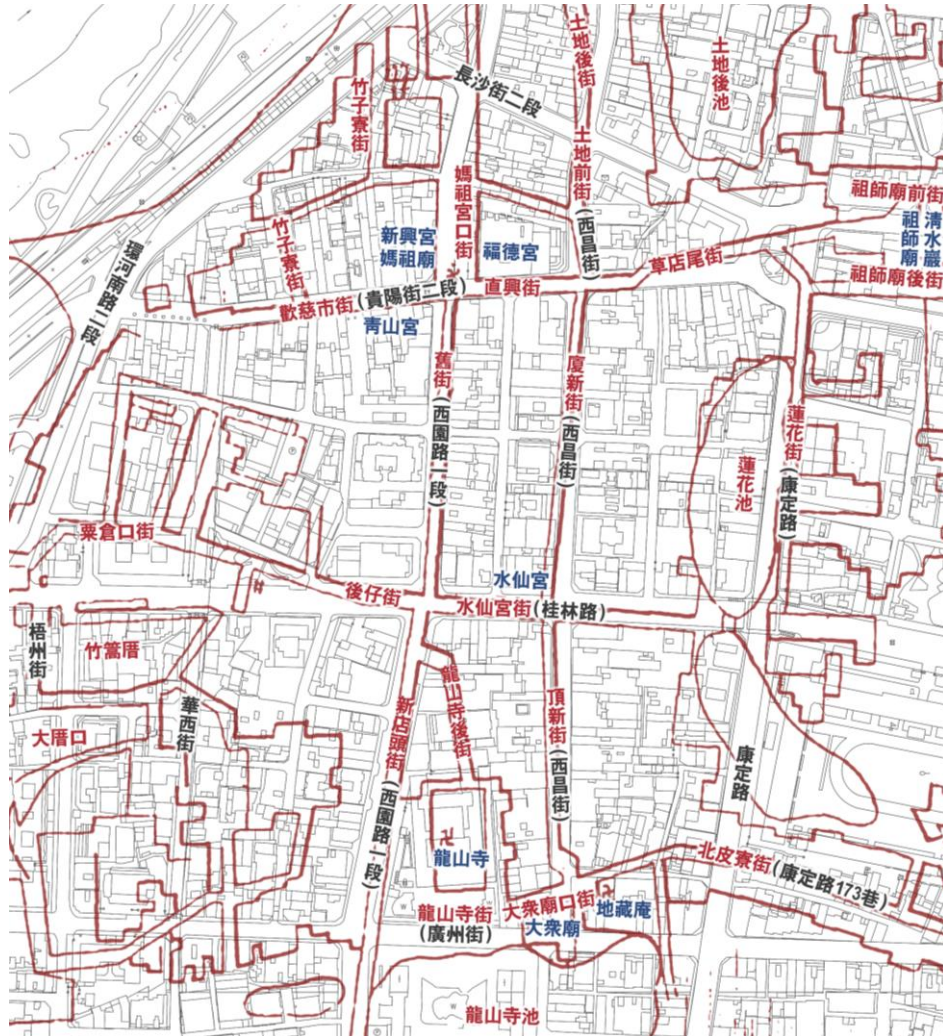 土地後街
土地後池
長沙街二段
竹子寮街
土地前街(西昌街)
媽祖宮口街
祖師廟前街
清水巖
祖師廟
祖師廟後街
竹子寮街
新興宮
媽祖廟
福德宮
草店尾街
環河南路二段
歡慈市街(貴陽街二段)
直興街
青山宮
舊街(西園路一段)
廈新街(西昌街)
蓮花池
蓮花街(康定路)
粟倉口街
後仔街
水仙宮
水仙宮街(桂林路)
梧州街
竹篙厝
華西街
大厝口
新店頭街(西園路一段)
龍山寺後街
頂新街(西昌街)
康定路
龍山寺
北皮寮街(康定路173巷)
龍山寺街
(廣州街)
大眾廟口街
大眾廟
地藏庵
龍山寺池